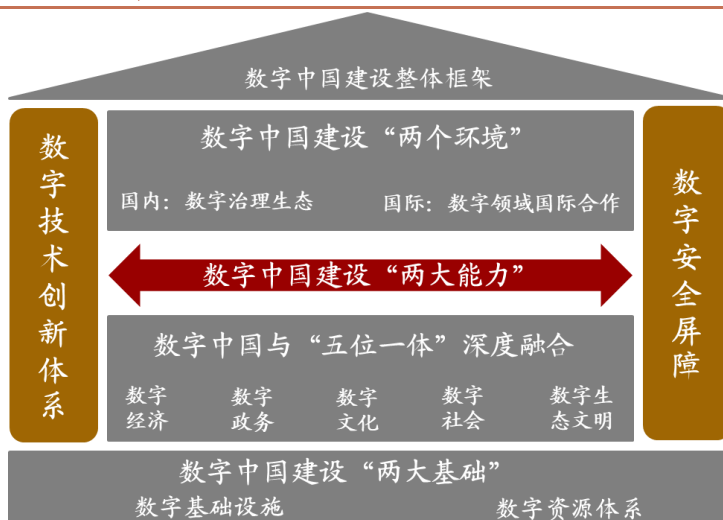 数字中国建设整体框架
数字技术创新体系
数字中国建设“两个环境”
国内：数字治理生态
国际：数字领域国际合作
数字中国建设“两大能力”
数字中国与“五位一体”深度融合
数字
经济
数字
政务
数字
文化
数字
社会
数字生
态文明
数字安全屏障
数字中国建设“两大基础”
数字基础设施
数字资源体系